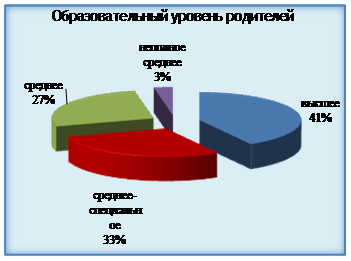 Образовательный уровень родителей
неполное
среднее
3%
среднее
27%
высшее
41%
среднее-
специальн
ое
33%